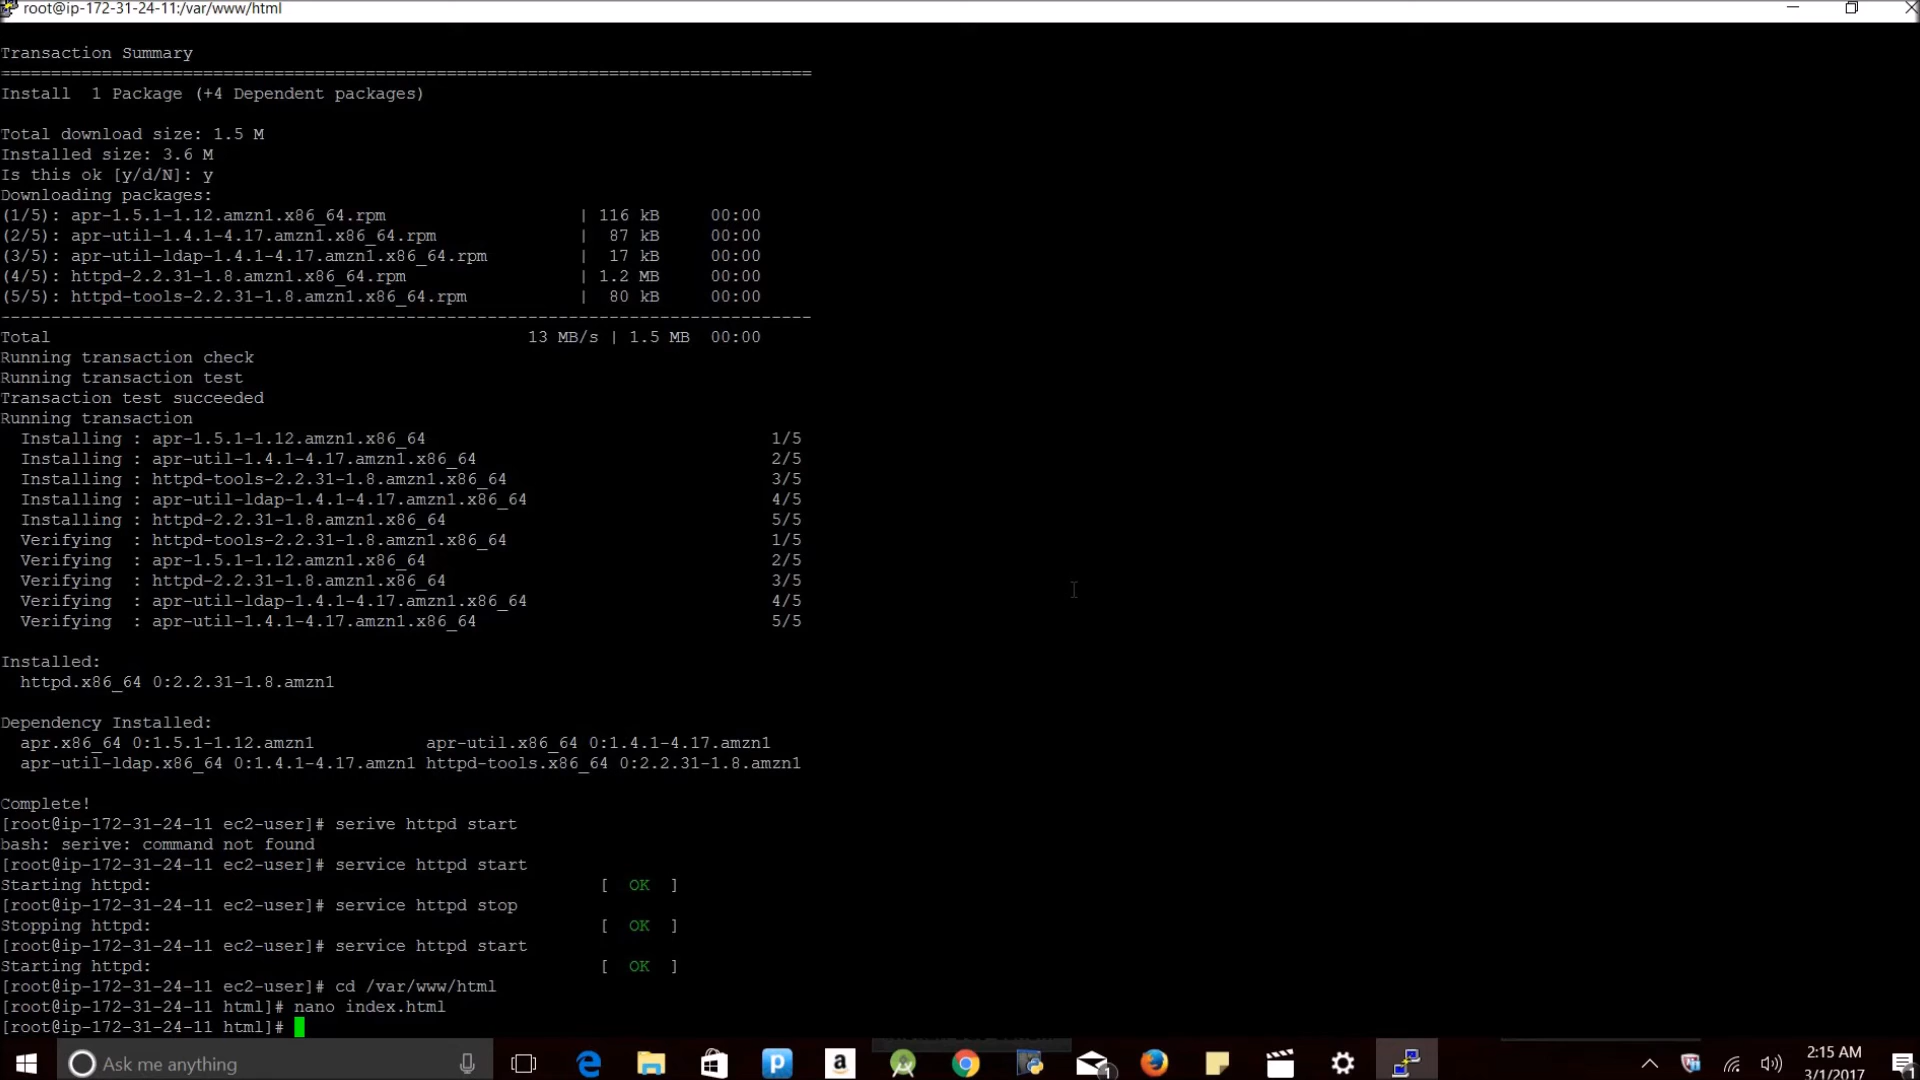 root@ip-172-31-24-11:/var/www/html
Transaction Summary
================================================================================
Install  1 Package (+4 Dependent packages)
Total download size: 1.5 M
Installed size: 3.6 M
Is this ok [y/d/N]: y
Downloading packages:
(1/5): apr-1.5.1-1.12.amzn1.x86_64.rpm | 116 kB 00:00
(2/5): apr-util-1.4.1-4.17.amzn1.x86_64.rpm | 87 kB 00:00
(3/5): apr-util-ldap-1.4.1-4.17.amzn1.x86_64.rpm | 17 kB 00:00
(4/5): httpd-2.2.31-1.8.amzn1.x86_64.rpm | 1.2 MB 00:00
(5/5): httpd-tools-2.2.31-1.8.amzn1.x86_64.rpm | 80 kB 00:00
--------------------------------------------------------------------------------
Total 13 MB/s | 1.5 MB 00:00
Running transaction check
Running transaction test
Transaction test succeeded
Running transaction
Installing : apr-1.5.1-1.12.amzn1.x86_64 1/5
Installing : apr-util-1.4.1-4.17.amzn1.x86_64 2/5
Installing : httpd-tools-2.2.31-1.8.amzn1.x86_64 3/5
Installing : apr-util-ldap-1.4.1-4.17.amzn1.x86_64 4/5
Installing : httpd-2.2.31-1.8.amzn1.x86_64 5/5
Verifying : httpd-tools-2.2.31-1.8.amzn1.x86_64 1/5
Verifying : apr-1.5.1-1.12.amzn1.x86_64 2/5
Verifying : httpd-2.2.31-1.8.amzn1.x86_64 3/5
Verifying : apr-util-ldap-1.4.1-4.17.amzn1.x86_64 4/5
Verifying : apr-util-1.4.1-4.17.amzn1.x86_64 5/5
Installed:
httpd.x86_64 0:2.2.31-1.8.amzn1
Dependency Installed:
apr.x86_64 0:1.5.1-1.12.amzn1 apr-util.x86_64 0:1.4.1-4.17.amzn1
apr-util-ldap.x86_64 0:1.4.1-4.17.amzn1 httpd-tools.x86_64 0:2.2.31-1.8.amzn1
Complete!
[root@ip-172-31-24-11 ec2-user]# serive httpd start
bash: serive: command not found
[root@ip-172-31-24-11 ec2-user]# service httpd start
Starting httpd: [ OK ]
[root@ip-172-31-24-11 ec2-user]# service httpd stop
Stopping httpd: [ OK ]
[root@ip-172-31-24-11 ec2-user]# service httpd start
Starting httpd: [ OK ]
[root@ip-172-31-24-11 ec2-user]# cd /var/www/html
[root@ip-172-31-24-11 html]# nano index.html
[root@ip-172-31-24-11 html]#
Ask me anything
2:15 AM
3/1/2017